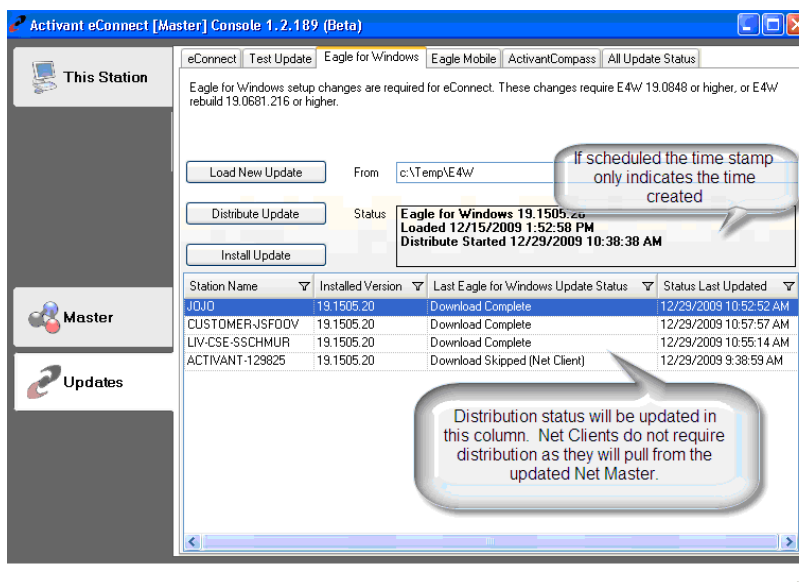 Activant eConnect [Master] Console 1.2.189 (Beta)
This Station
Master
Updates
eConnect Test Update Eagle for Windows Eagle Mobile ActivantCompass All Update Status
Eagle for Windows setup changes are required for eConnect. These changes require E4W 19.0848 or higher, or E4W
rebuild 19.0681.216 or higher.
If scheduled the time stamp
only indicates the time
created
Load New Update From c:\Temp\E4W
Distribute Update Status Eagle for Windows 19.1505.20
Loaded 12/15/2009 1:52:58 PM
Distribute Started 12/29/2009 10:38:38 AM
Install Update
Station Name Installed Version Last Eagle for Windows Update Status Status Last Updated
JOJO 19.1505.20 Download Complete 12/29/2009 10:52:52 AM
CUSTOMER-JSFOOV 19.1505.20 Download Complete 12/29/2009 10:57:57 AM
LIV-CSE-SSCHMUR 19.1505.20 Download Complete 12/29/2009 10:55:14 AM
ACTIVANT-129825 19.1505.20 Download Skipped (Net Client) 12/29/2009 9:38:59 AM
Distribution status will be updated in
this column. Net Clients do not require
distribution as they will pull from the
updated Net Master.